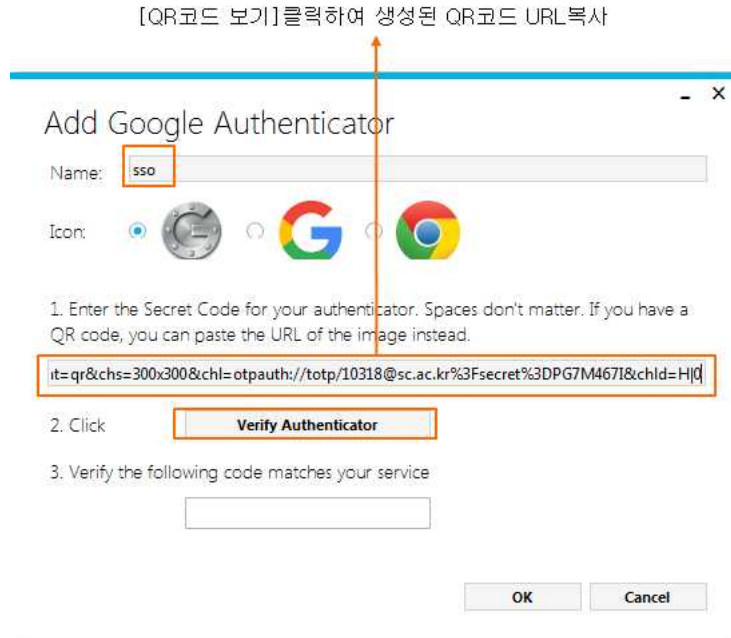 [QR코드 보기]클릭하여 생성된 QR코드 URL복사
Add Google Authenticator
Name: sso
Icon:
1. Enter the Secret Code for your authenticator. Spaces don't matter. If you have a
QR code, you can paste the URL of the image instead.
ıt=qr&chs=300x300&chl=otpauth://totp/10318@sc.ac.kr%3Fsecret%3DPG7M467I&chld=H|0
2. Click Verify Authenticator
3. Verify the following code matches your service
OK Cancel